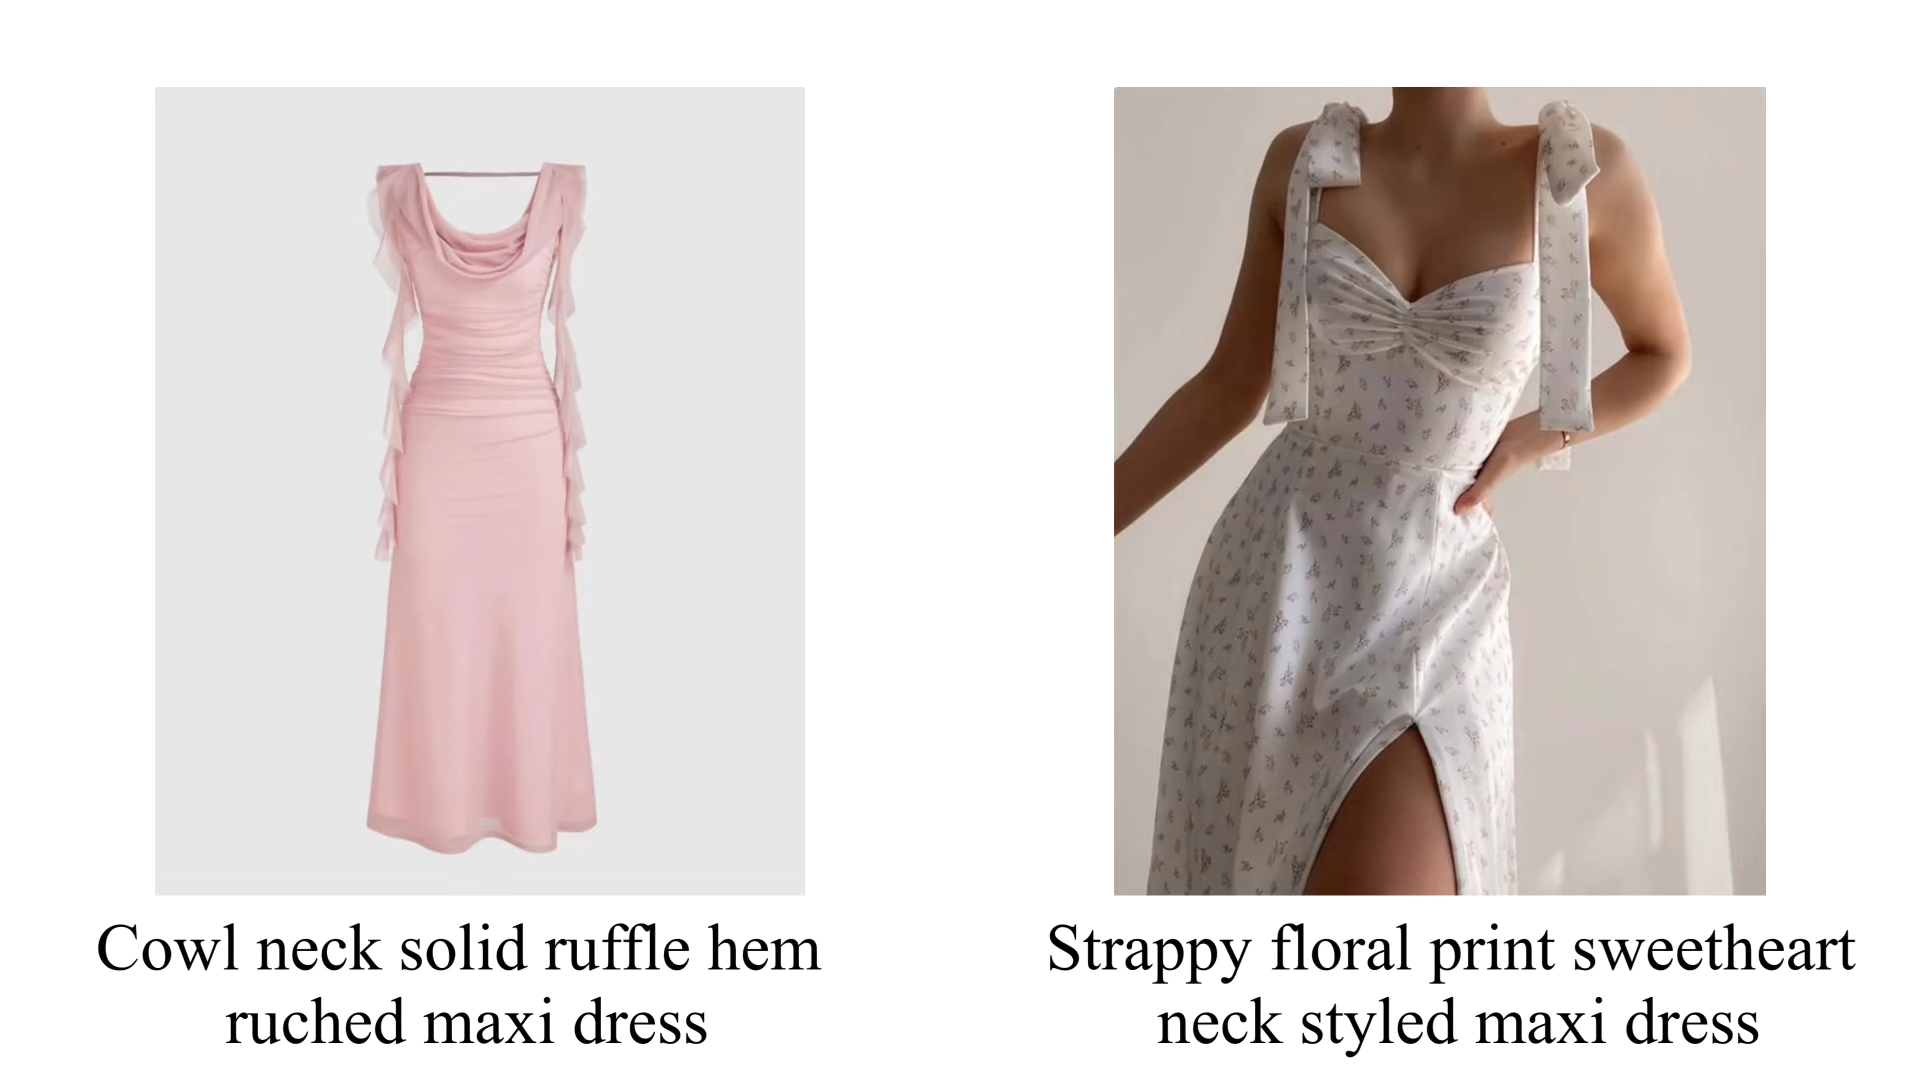 Cowl neck solid ruffle hem
ruched maxi dress
Strappy floral print sweetheart
neck styled maxi dress